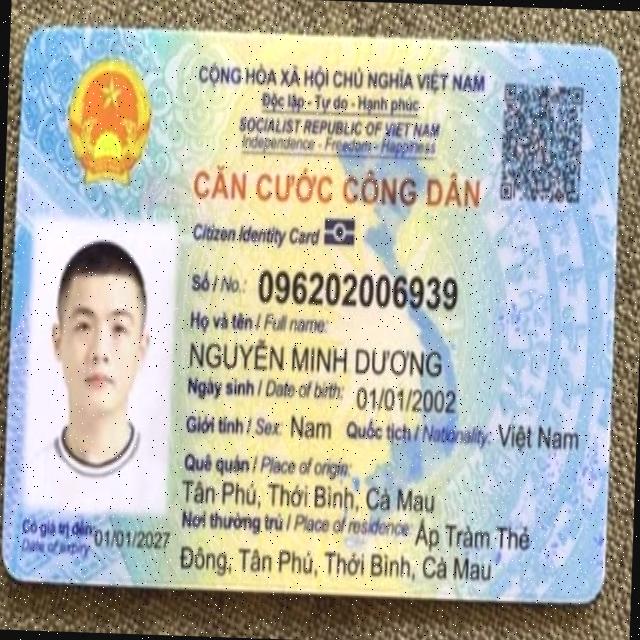 CỘNG HÒA XÃ HỘI CHỦ NGHĨA VIỆT NAM
Độc lập - Tự do - Hạnh phúc
SOCIALIST REPUBLIC OF VIET NAM
Independence - Freedom - Happiness
CĂN CƯỚC CÔNG DÂN
Citizen Identity Card
Số / No.: 096202006939
Họ và tên / Full name:
NGUYỄN MINH DƯƠNG
Ngày sinh / Date of birth: 01/01/2002
Giới tính / Sex: Nam Quốc tịch / Nationality: Việt Nam
Quê quán / Place of origin:
Tân Phú, Thới Bình, Cà Mau
Nơi thường trú / Place of residence: Ấp Tràm Thẻ
Đông, Tân Phú, Thới Bình, Cà Mau
Có giá trị đến: 01/01/2027
Date of expiry